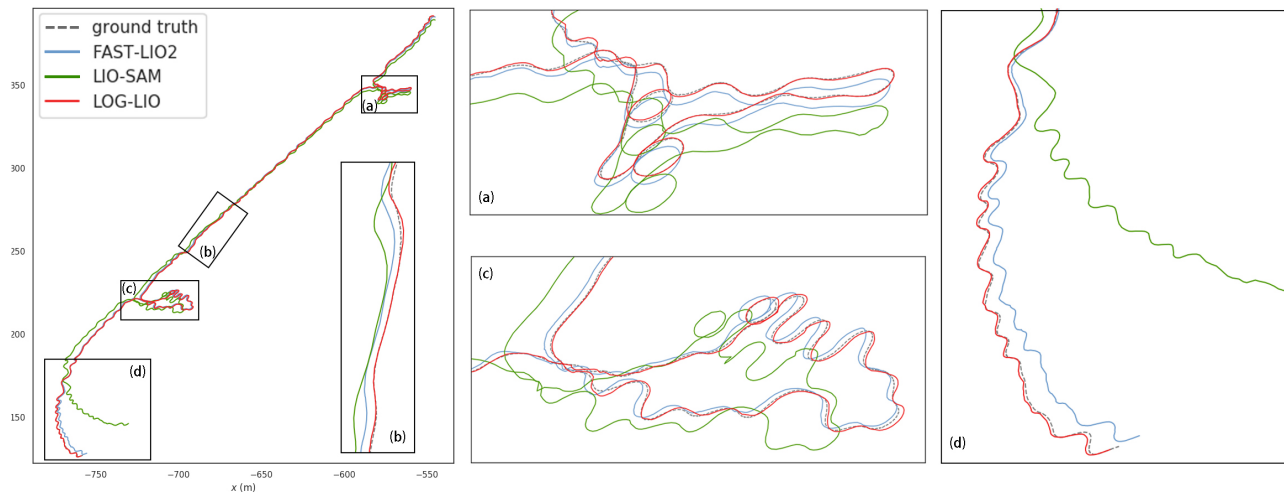 ground truth
FAST-LIO2
LIO-SAM
LOG-LIO
350
300
250
200
150
−750
−700
−650
−600
−550
x (m)
(a)
(b)
(c)
(d)
(b)
(a)
(c)
(d)